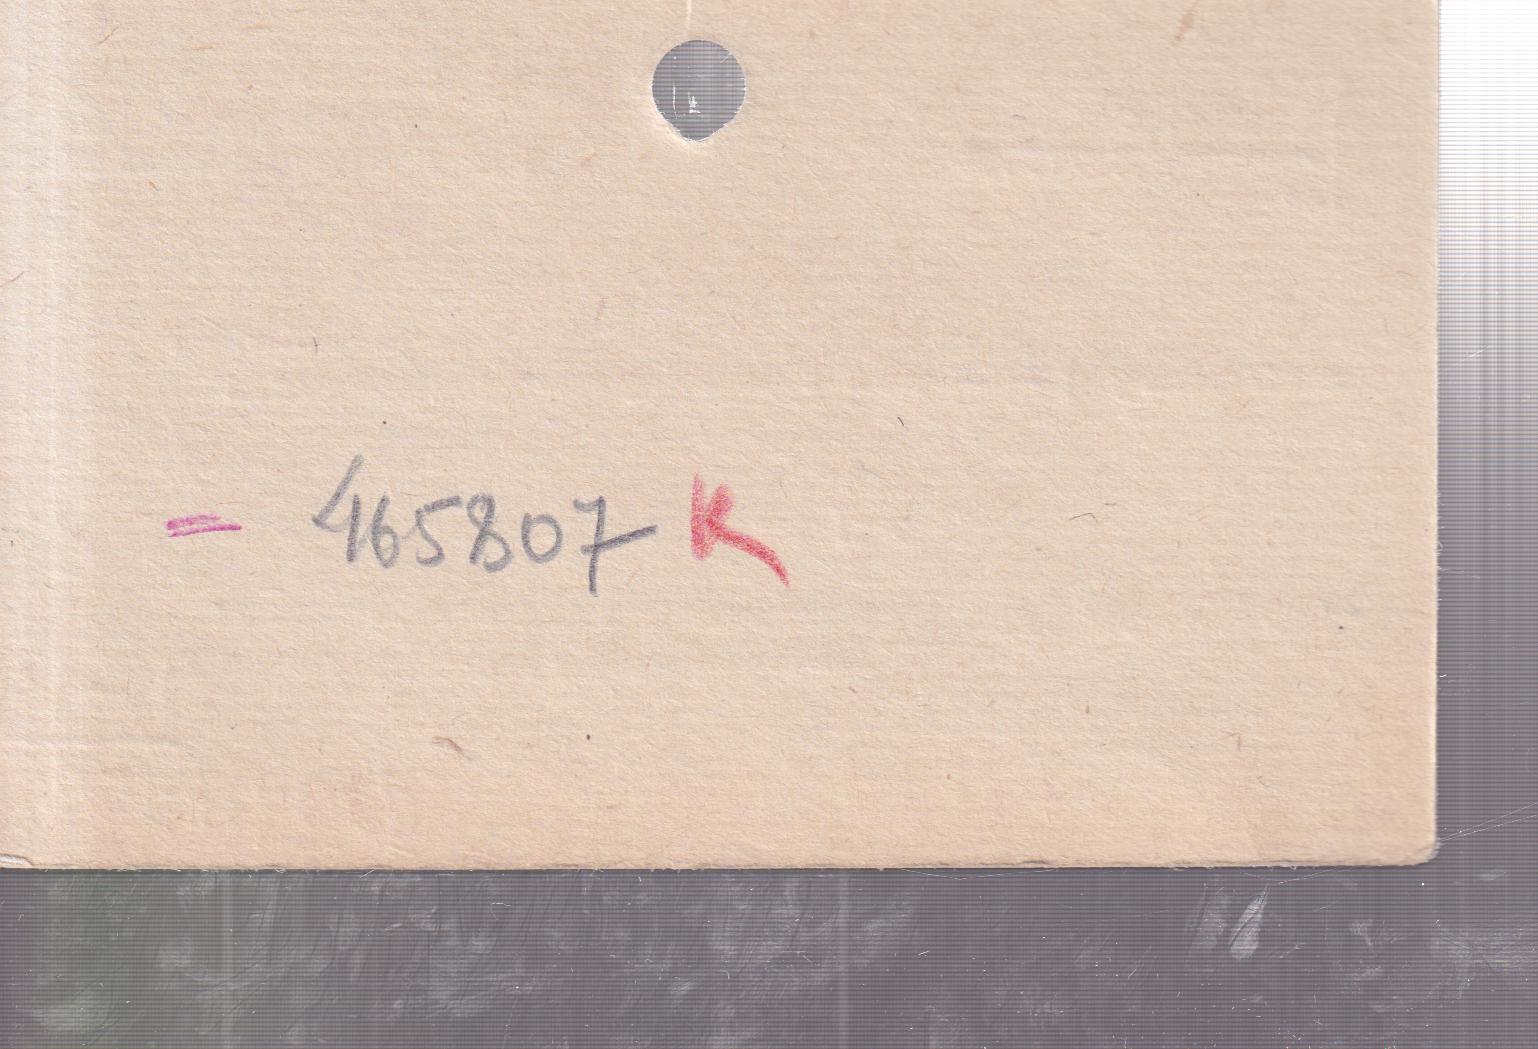 = 465807 K